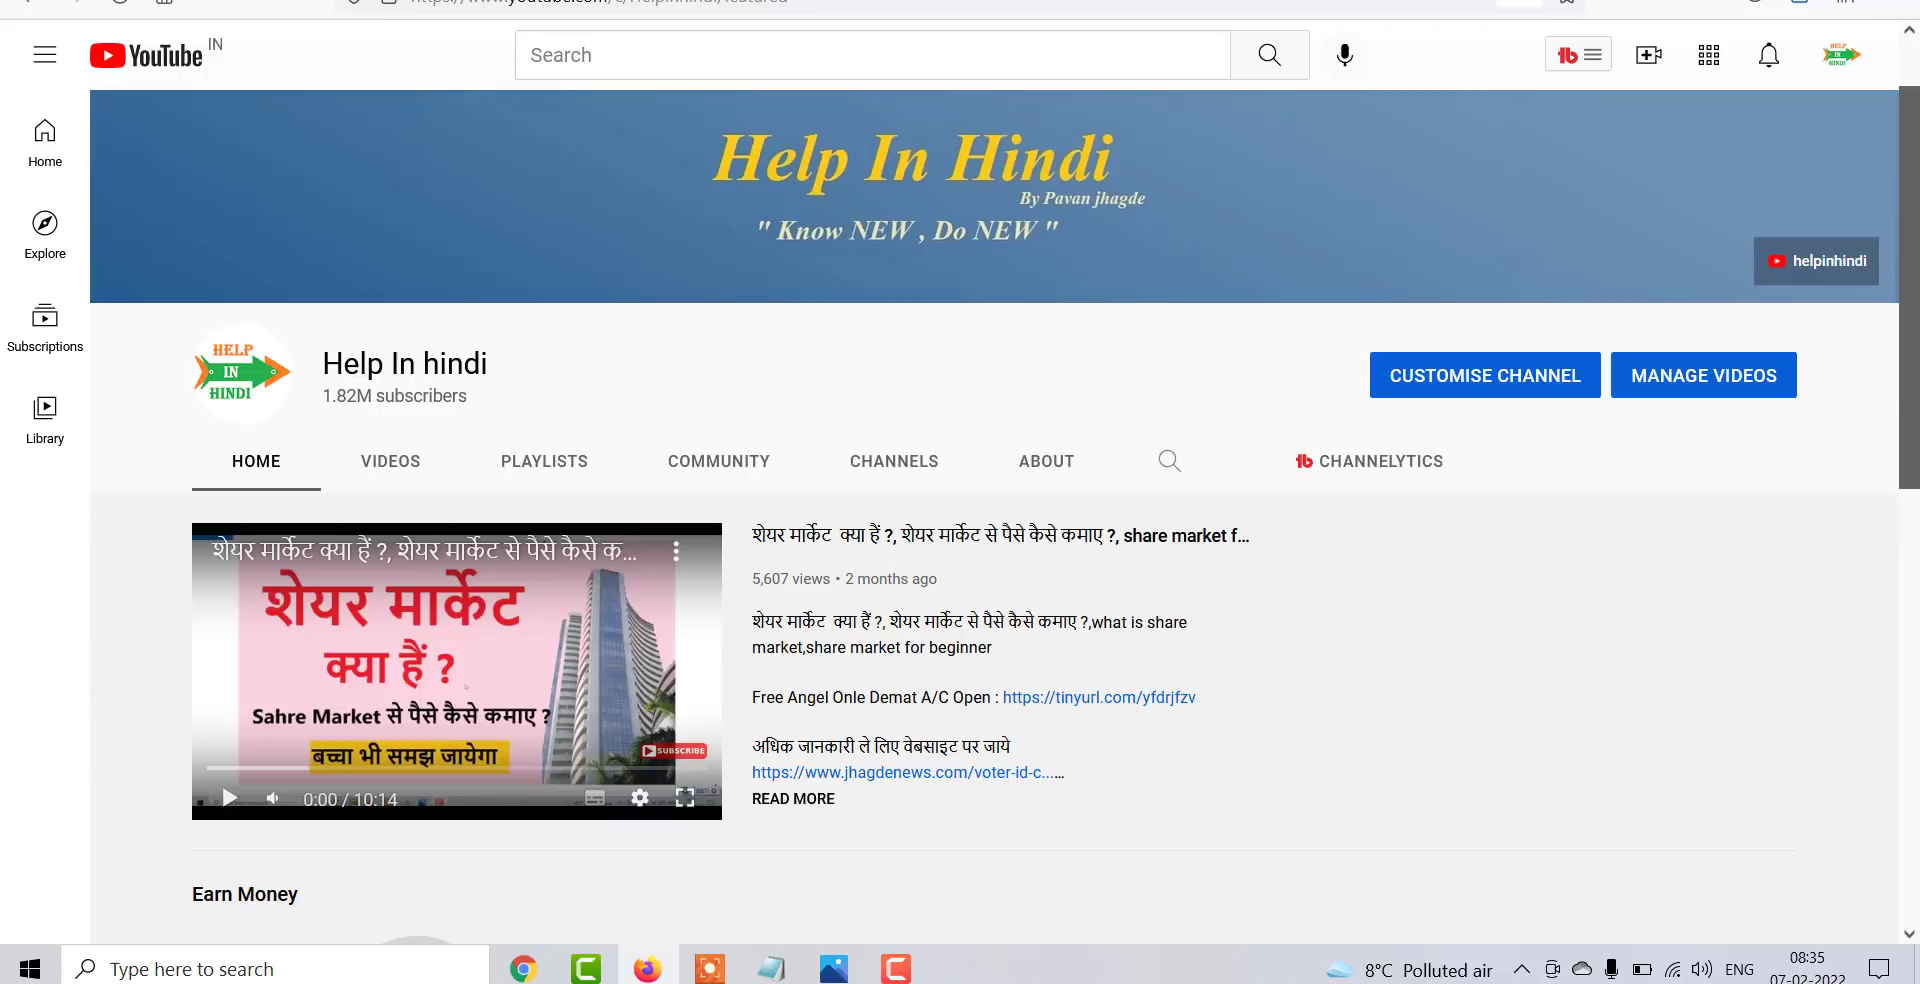 YouTube IN
Search
Home
Explore
Subscriptions
Library
Help In Hindi
By Pavan jhagde
" Know NEW , Do NEW "
helpinhindi
HELP
IN
HINDI
Help In hindi
1.82M subscribers
CUSTOMISE CHANNEL
MANAGE VIDEOS
HOME VIDEOS PLAYLISTS COMMUNITY CHANNELS ABOUT CHANNELYTICS
शेयर मार्केट क्या हैं ?, शेयर मार्केट से पैसे कैसे क...
शेयर मार्केट
क्या हैं ?
Sahre Market से पैसे कैसे कमाए ?
बच्चा भी समझ जायेगा
SUBSCRIBE
0:00 / 10:14
शेयर मार्केट क्या हैं ?, शेयर मार्केट से पैसे कैसे कमाए ?, share market f...
5,607 views • 2 months ago
शेयर मार्केट क्या हैं ?, शेयर मार्केट से पैसे कैसे कमाए ?,what is share
market,share market for beginner
Free Angel Onle Demat A/C Open : https://tinyurl.com/yfdrjfzv
अधिक जानकारी ले लिए वेबसाइट पर जाये
https://www.jhagdenews.com/voter-id-c......
READ MORE
Earn Money
Type here to search
8°C Polluted air
ENG
08:35
07-02-2022